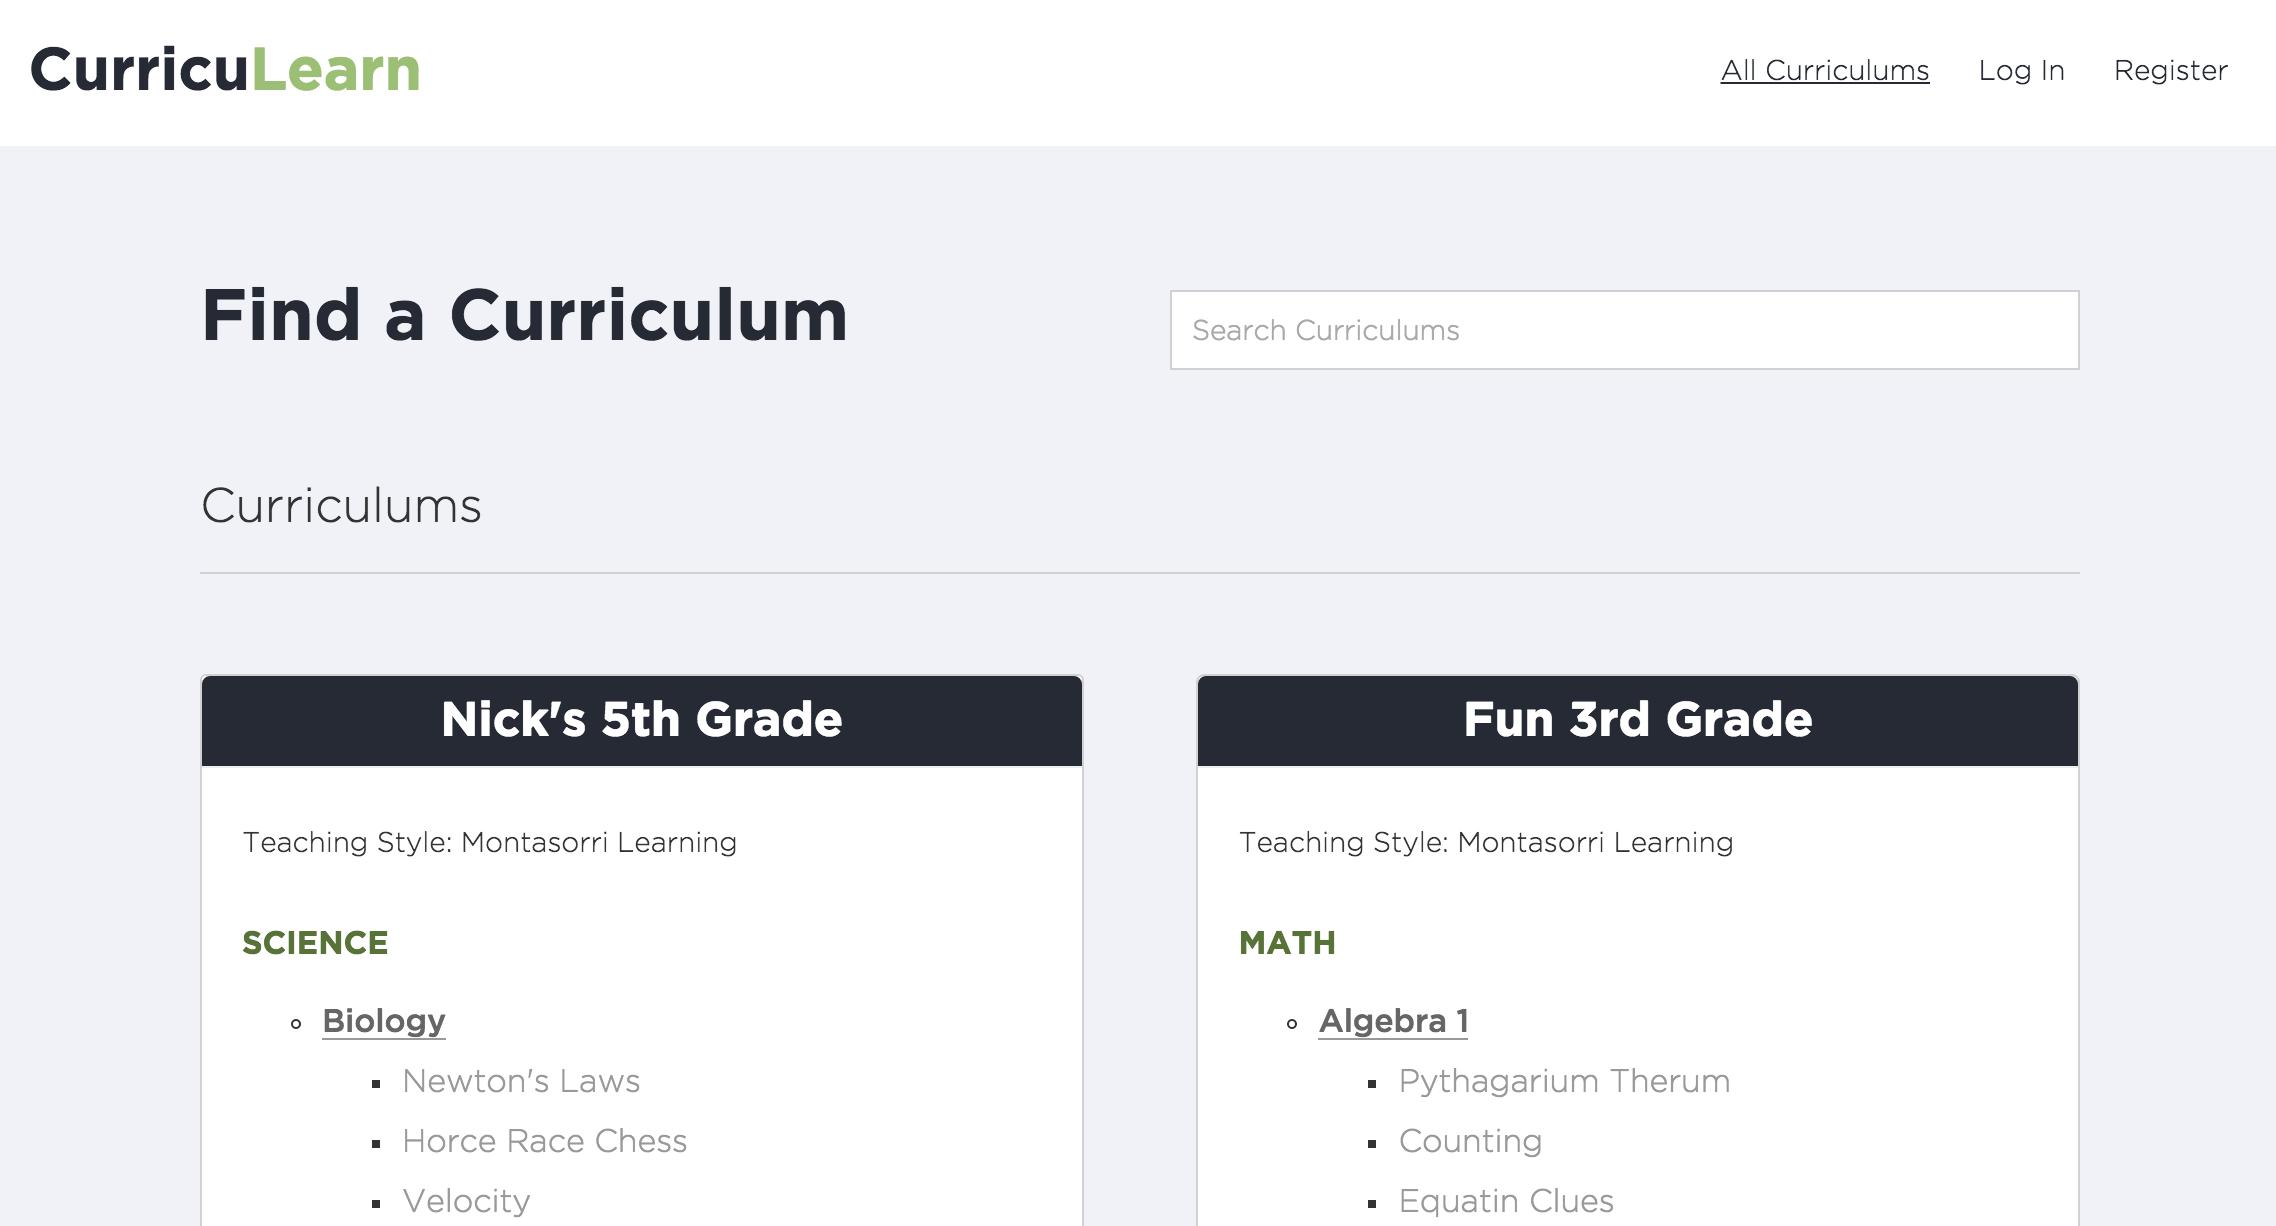 CurricuLearn
All Curriculums
Log In
Register
Find a Curriculum
Search Curriculums
Curriculums
Nick's 5th Grade
Teaching Style: Montasorri Learning
SCIENCE
Biology
Newton's Laws
Horce Race Chess
Velocity
Fun 3rd Grade
Teaching Style: Montasorri Learning
MATH
Algebra 1
Pythagarium Therum
Counting
Equatin Clues